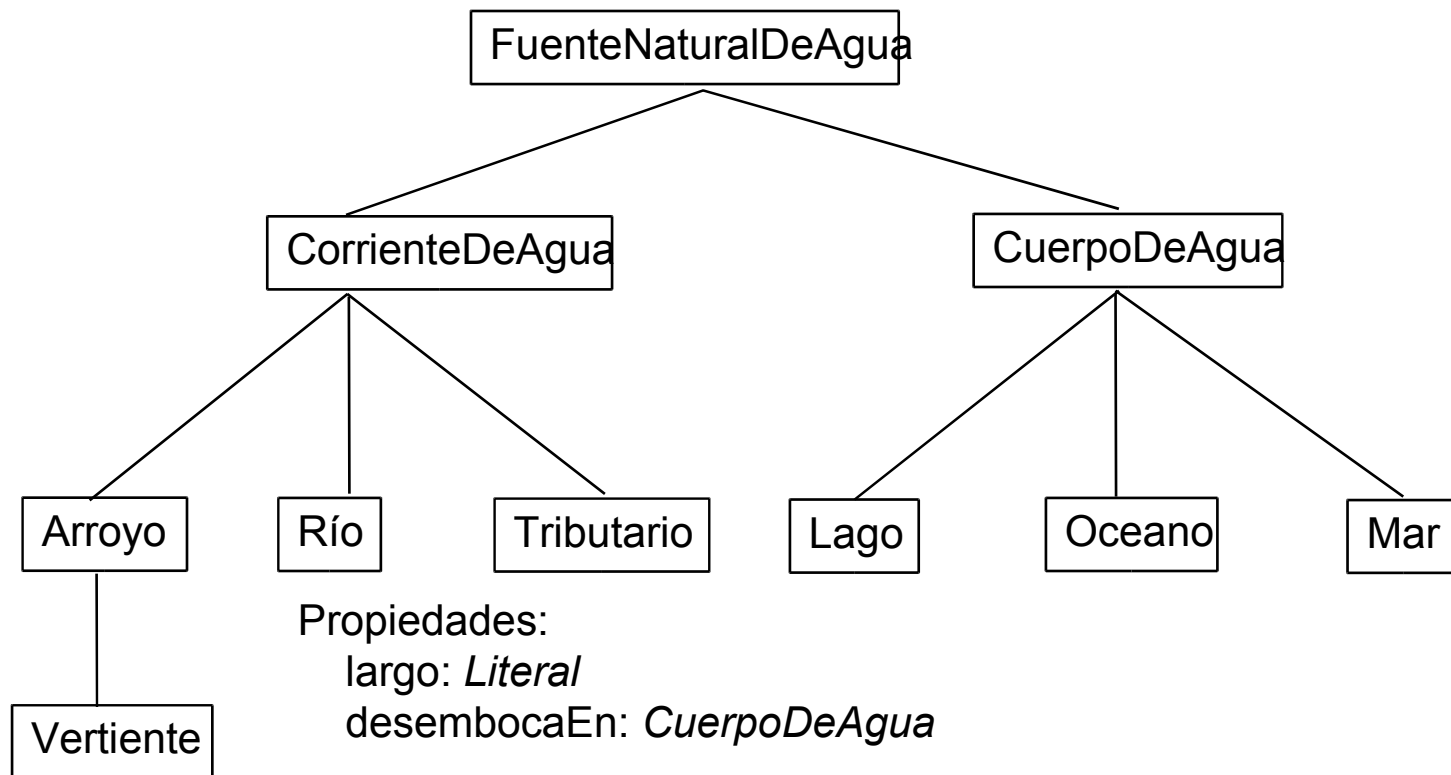 FuenteNaturalDeAgua
CorrienteDeAgua
CuerpoDeAgua
Arroyo
Río
Tributario
Lago
Oceano
Mar
Propiedades:
largo: Literal
desembocaEn: CuerpoDeAgua
Vertiente